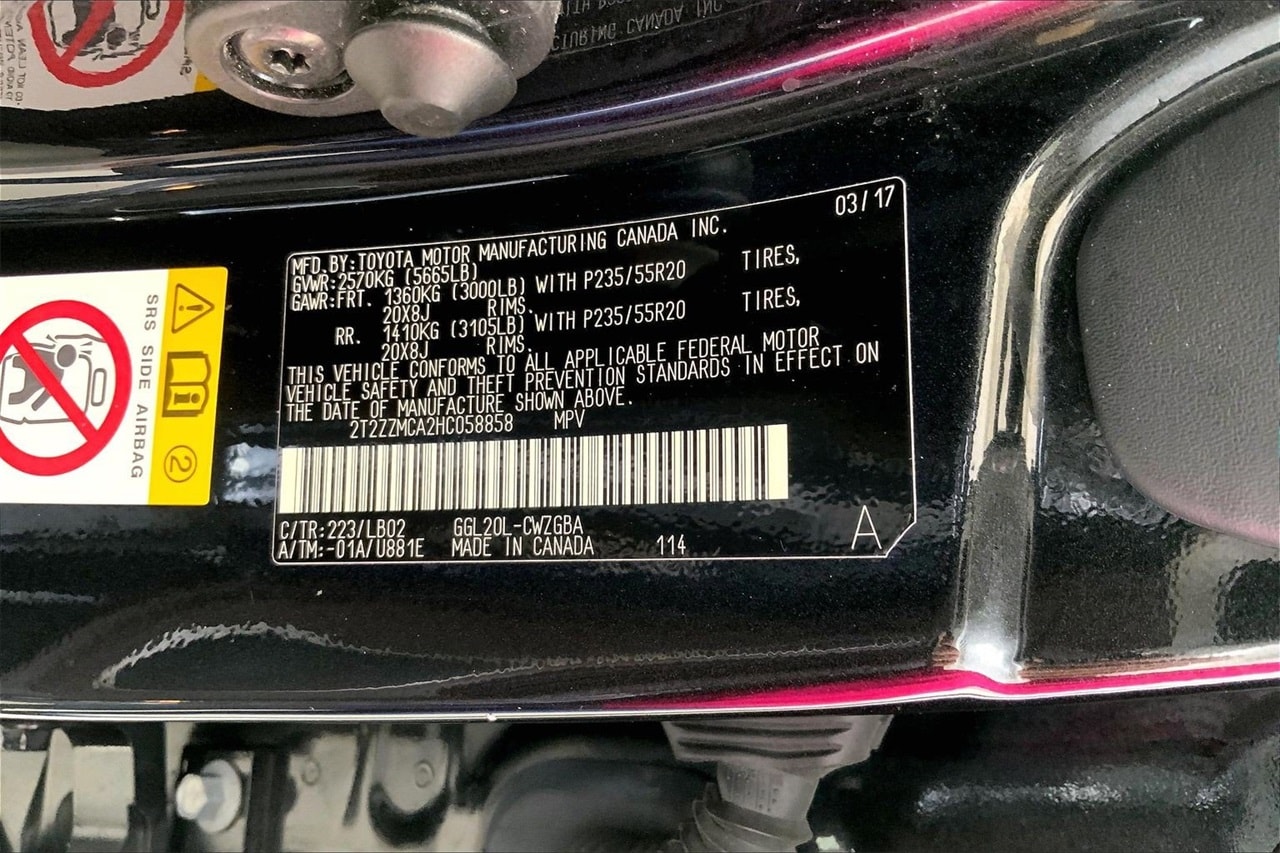 03/17
MFD.BY:TOYOTA MOTOR MANUFACTURING CANADA INC.
GVWR:2570KG (5665LB)
GAWR:FRT. 1360KG (3000LB) WITH P235/55R20 TIRES,
20X8J RIMS.
RR. 1410KG (3105LB) WITH P235/55R20 TIRES,
20X8J RIMS.
THIS VEHICLE CONFORMS TO ALL APPLICABLE FEDERAL MOTOR
VEHICLE SAFETY AND THEFT PREVENTION STANDARDS IN EFFECT ON
THE DATE OF MANUFACTURE SHOWN ABOVE.
2T2ZZMCA2HC058858 MPV
C/TR:223/LB02 GGL20L-CWZGBA
A/TM:-01A/U881E MADE IN CANADA 114 A
SRS SIDE AIRBAG
2